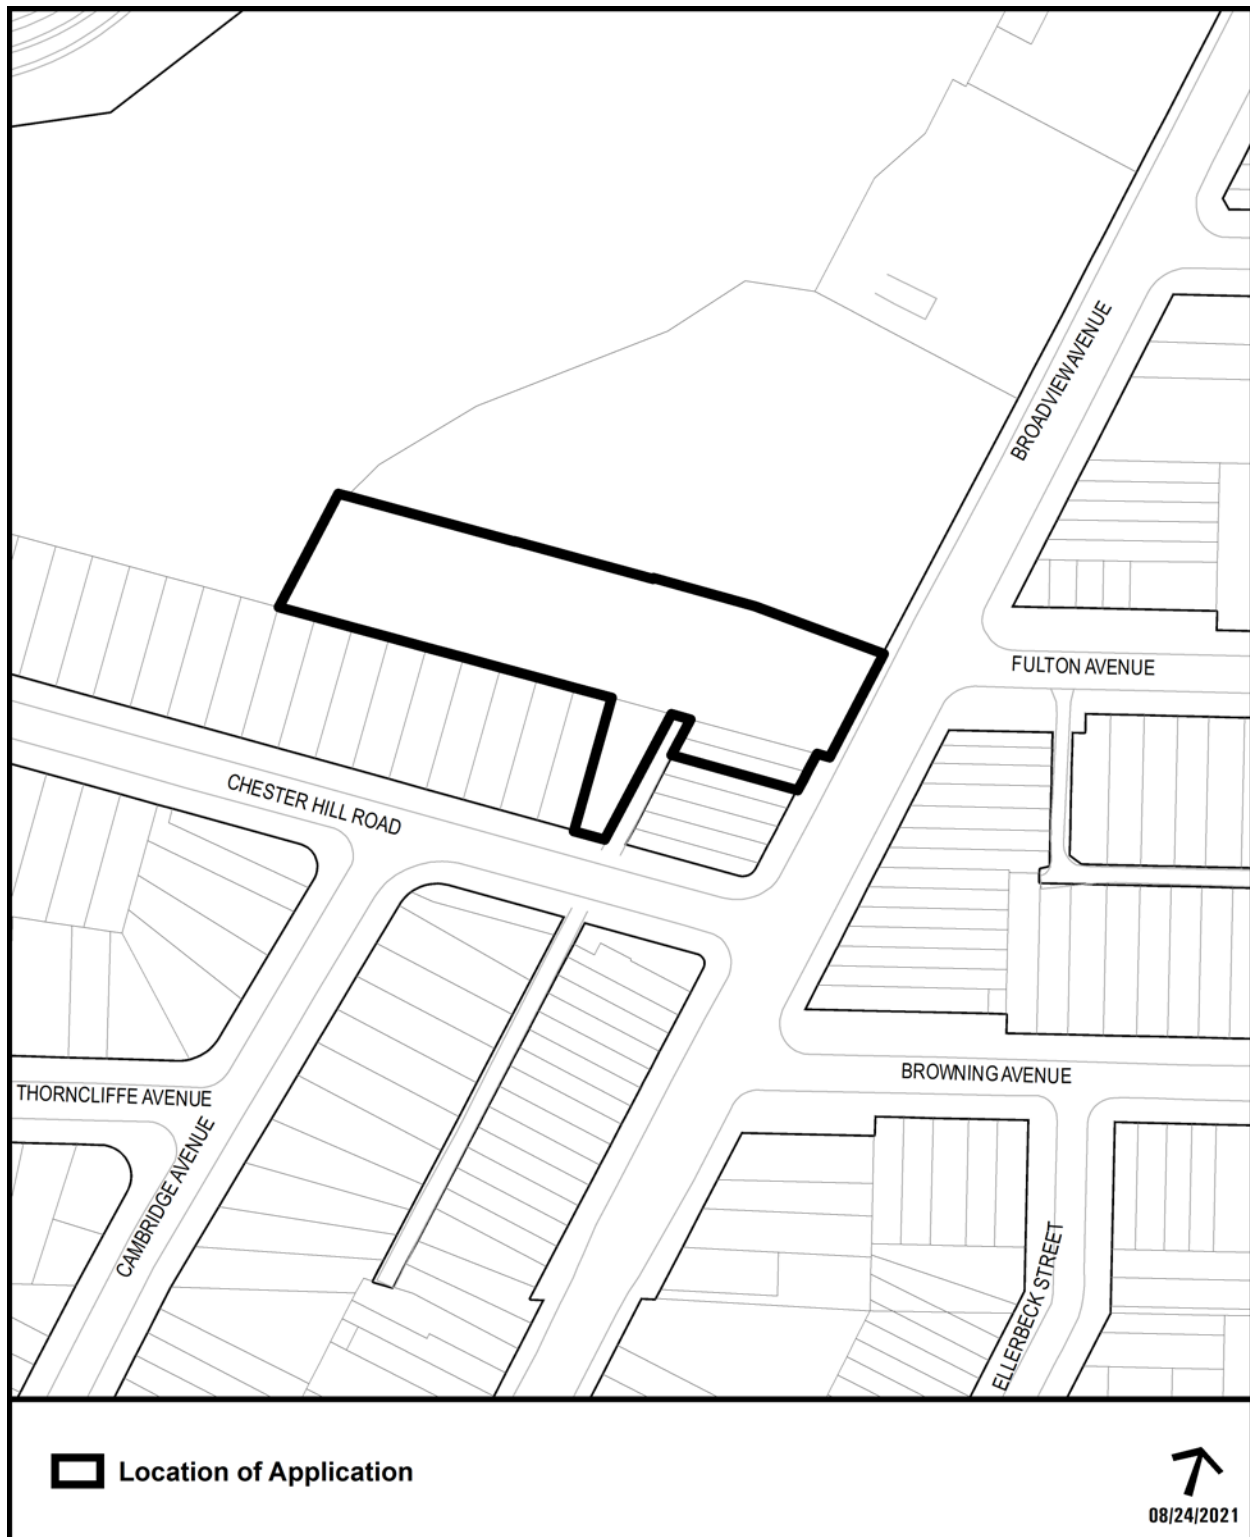 BROADVIEW AVENUE
FULTON AVENUE
CHESTER HILL ROAD
BROWNING AVENUE
THORNCLIFFE AVENUE
CAMBRIDGE AVENUE
ELLERBECK STREET
Location of Application
08/24/2021